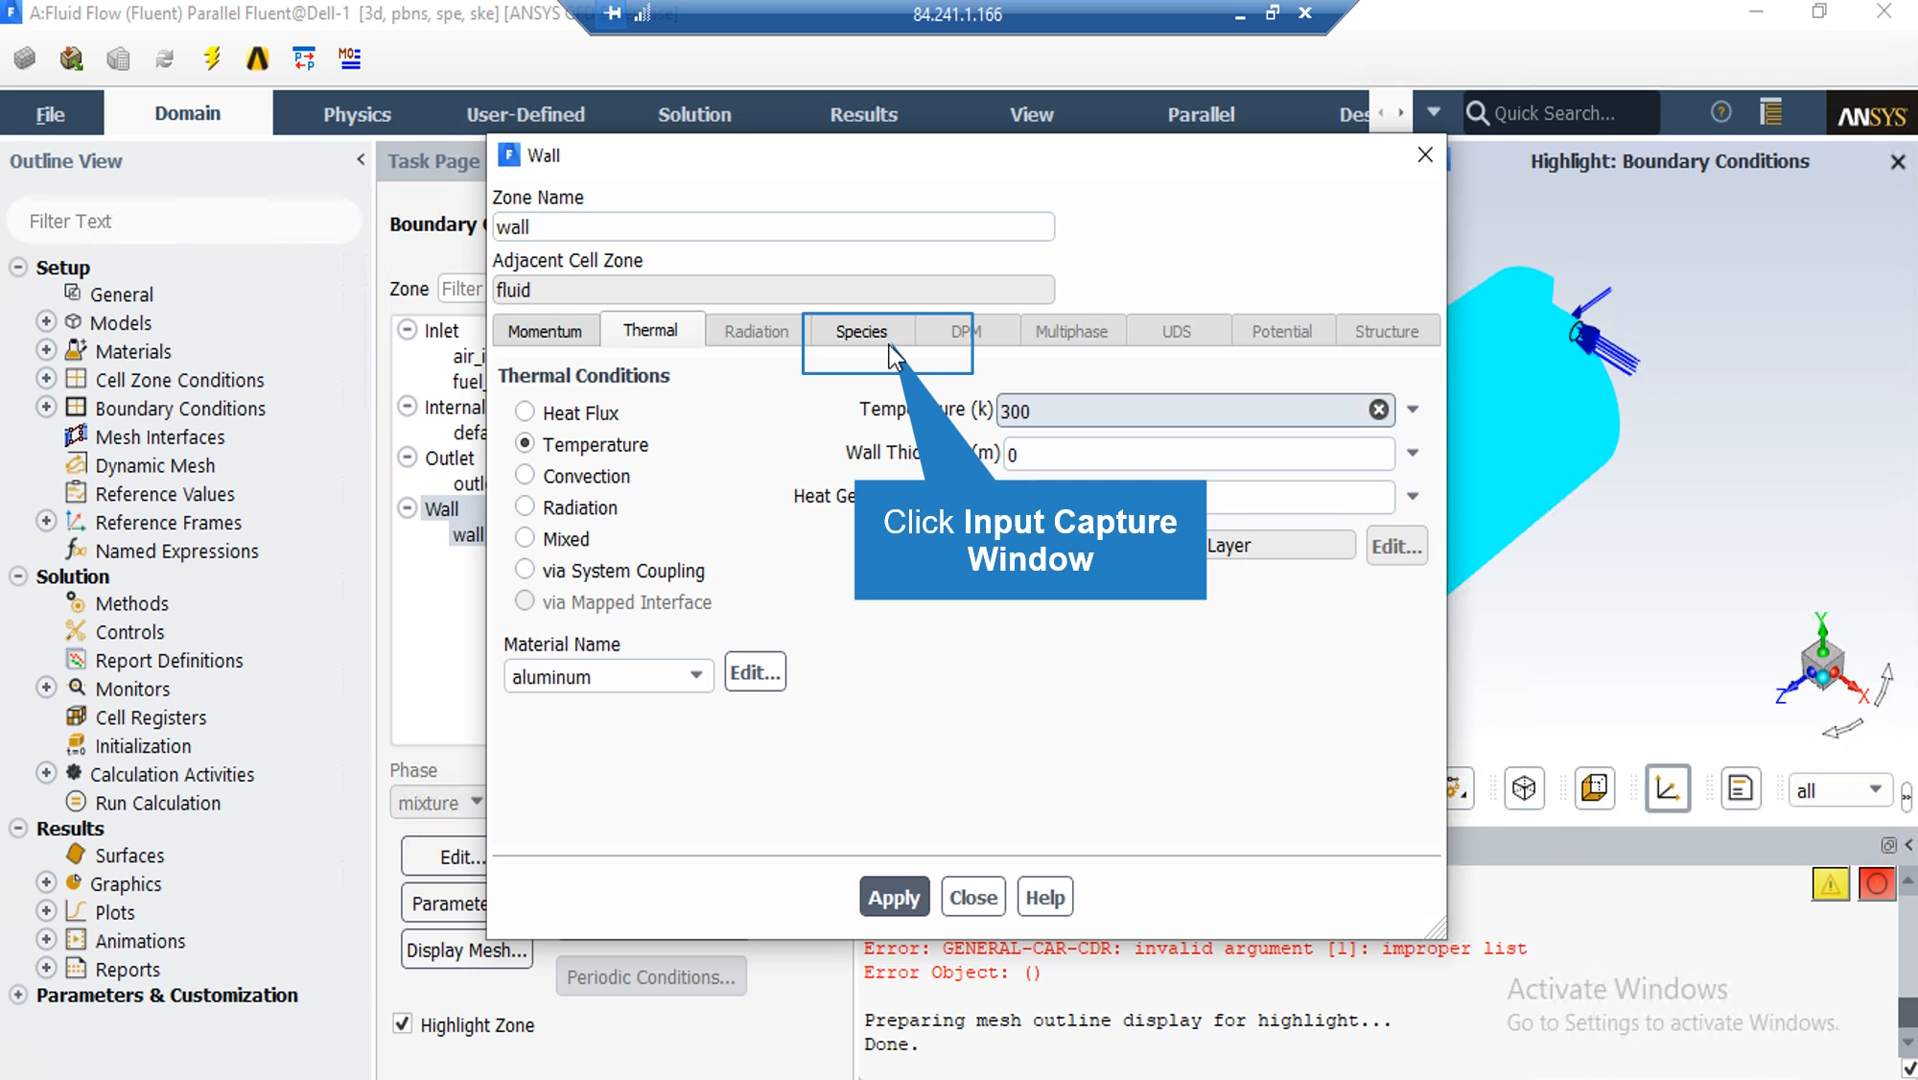 A:Fluid Flow (Fluent) Parallel Fluent@Dell-1 [3d, pbns, spe, ske] [ANSYS
84.241.1.166
File
Domain
Physics
User-Defined
Solution
Results
View
Parallel
Des
Quick Search...
ANSYS
Outline View
Filter Text
Setup
General
Models
Materials
Cell Zone Conditions
Boundary Conditions
Mesh Interfaces
Dynamic Mesh
Reference Values
Reference Frames
Named Expressions
Solution
Methods
Controls
Report Definitions
Monitors
Cell Registers
Initialization
Calculation Activities
Run Calculation
Results
Surfaces
Graphics
Plots
Animations
Reports
Parameters & Customization
Task Page
Boundary
Zone Filter
Inlet
air_i
fuel_
Internal
defa
Outlet
outle
Wall
wall
Phase
mixture
Edit...
Paramete
Display Mesh...
Periodic Conditions...
Highlight Zone
Wall
Zone Name
wall
Adjacent Cell Zone
fluid
Momentum
Thermal
Radiation
Species
DPM
Multiphase
UDS
Potential
Structure
Thermal Conditions
Heat Flux
Temperature
Convection
Radiation
Mixed
via System Coupling
via Mapped Interface
Material Name
aluminum
Edit...
300
0
Layer
Edit...
Click Input Capture
Window
Apply
Close
Help
Highlight: Boundary Conditions
Y
Z
X
all
Error: GENERAL-CAR-CDR: invalid argument [1]: improper list
Error Object: ()
Preparing mesh outline display for highlight...
Done.
Activate Windows
Go to Settings to activate Windows.